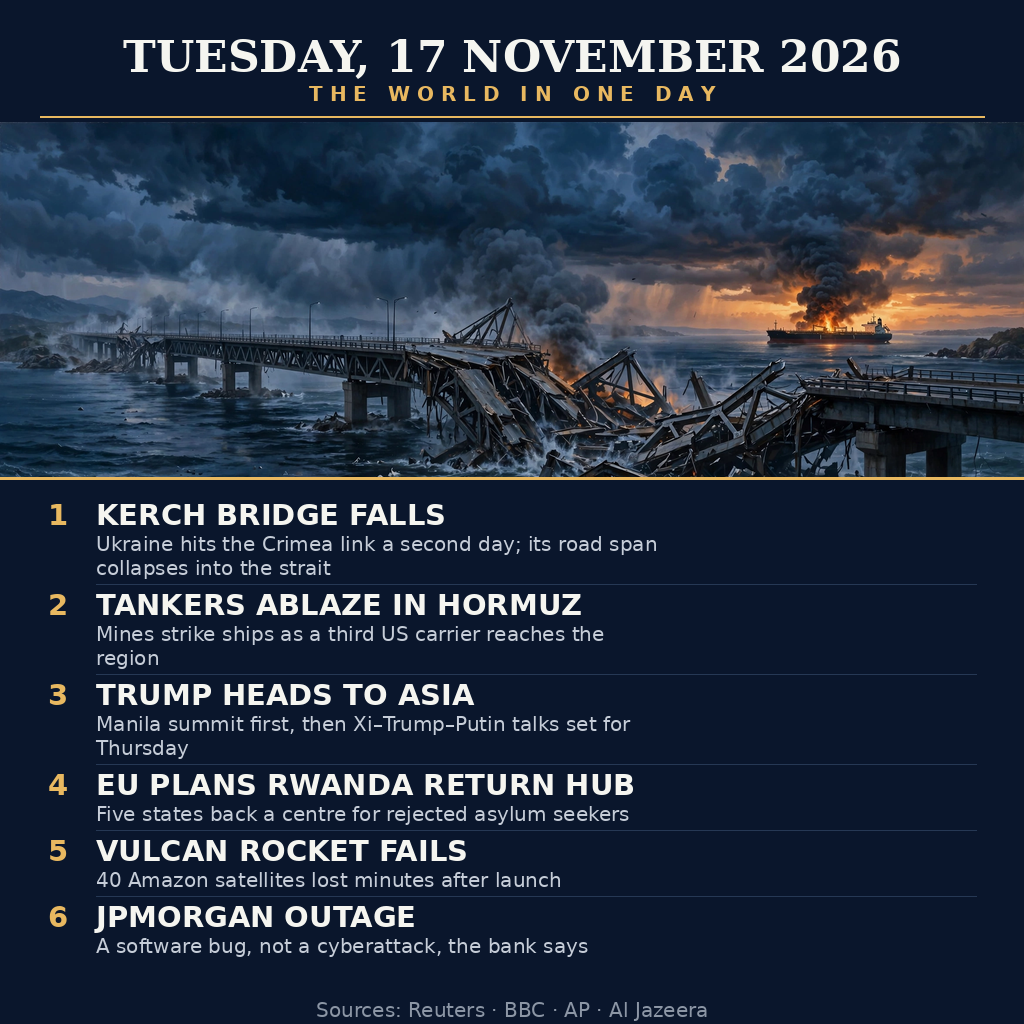 TUESDAY, 17 NOVEMBER 2026
THE WORLD IN ONE DAY
1 KERCH BRIDGE FALLS
Ukraine hits the Crimea link a second day; its road span
collapses into the strait
2 TANKERS ABLAZE IN HORMUZ
Mines strike ships as a third US carrier reaches the
region
3 TRUMP HEADS TO ASIA
Manila summit first, then Xi–Trump–Putin talks set for
Thursday
4 EU PLANS RWANDA RETURN HUB
Five states back a centre for rejected asylum seekers
5 VULCAN ROCKET FAILS
40 Amazon satellites lost minutes after launch
6 JPMORGAN OUTAGE
A software bug, not a cyberattack, the bank says
Sources: Reuters · BBC · AP · Al Jazeera